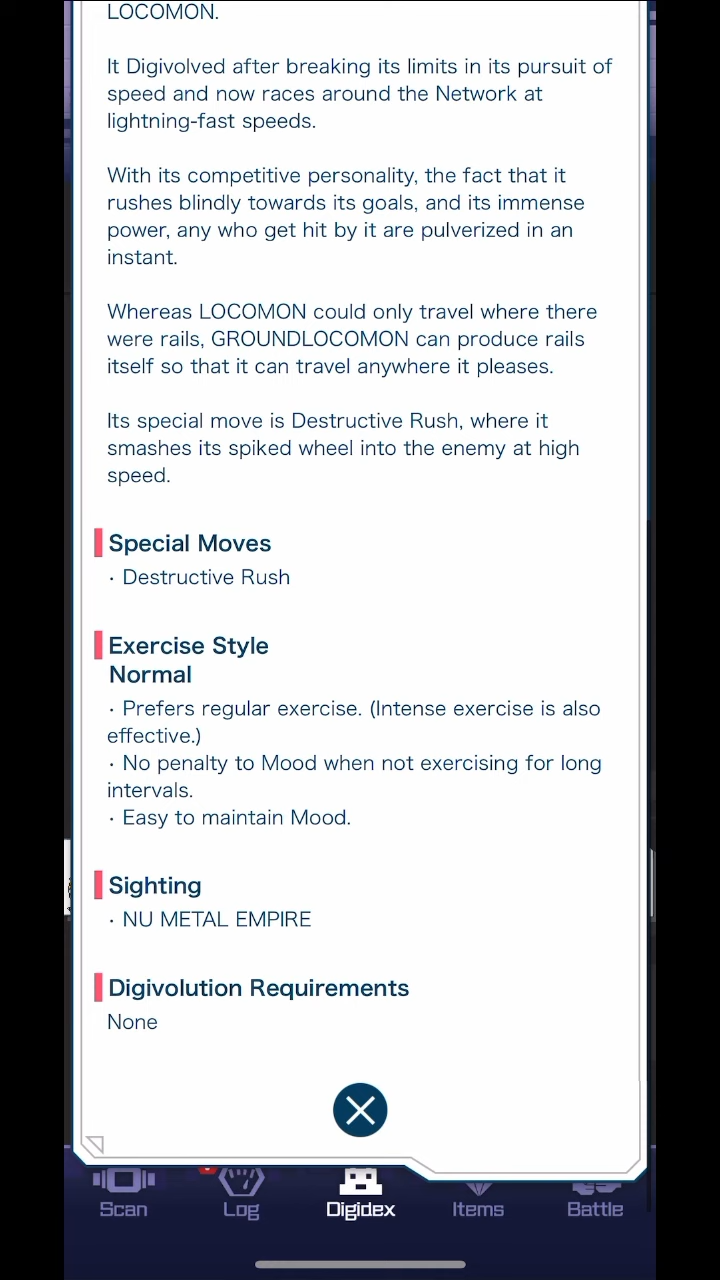 LOCOMON.
It Digivolved after breaking its limits in its pursuit of
speed and now races around the Network at
lightning-fast speeds.
With its competitive personality, the fact that it
rushes blindly towards its goals, and its immense
power, any who get hit by it are pulverized in an
instant.
Whereas LOCOMON could only travel where there
were rails, GROUNDLOCOMON can produce rails
itself so that it can travel anywhere it pleases.
Its special move is Destructive Rush, where it
smashes its spiked wheel into the enemy at high
speed.
Special Moves
· Destructive Rush
Exercise Style
Normal
· Prefers regular exercise. (Intense exercise is also
effective.)
· No penalty to Mood when not exercising for long
intervals.
· Easy to maintain Mood.
Sighting
· NU METAL EMPIRE
Digivolution Requirements
None
Scan Log Digidex Items Battle